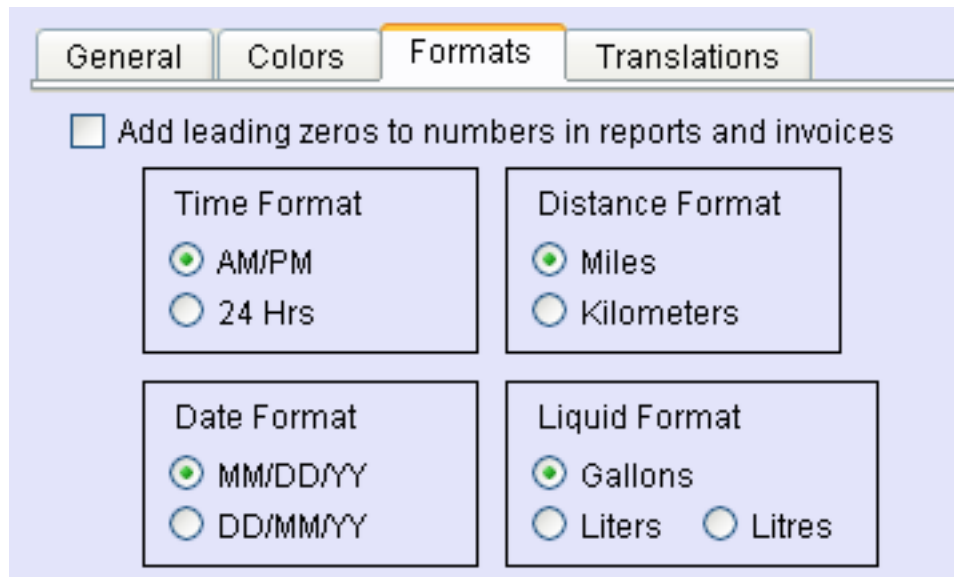 General Colors Formats Translations
Add leading zeros to numbers in reports and invoices
Time Format
AM/PM
24 Hrs
Distance Format
Miles
Kilometers
Date Format
MM/DD/YY
DD/MM/YY
Liquid Format
Gallons
Liters Litres